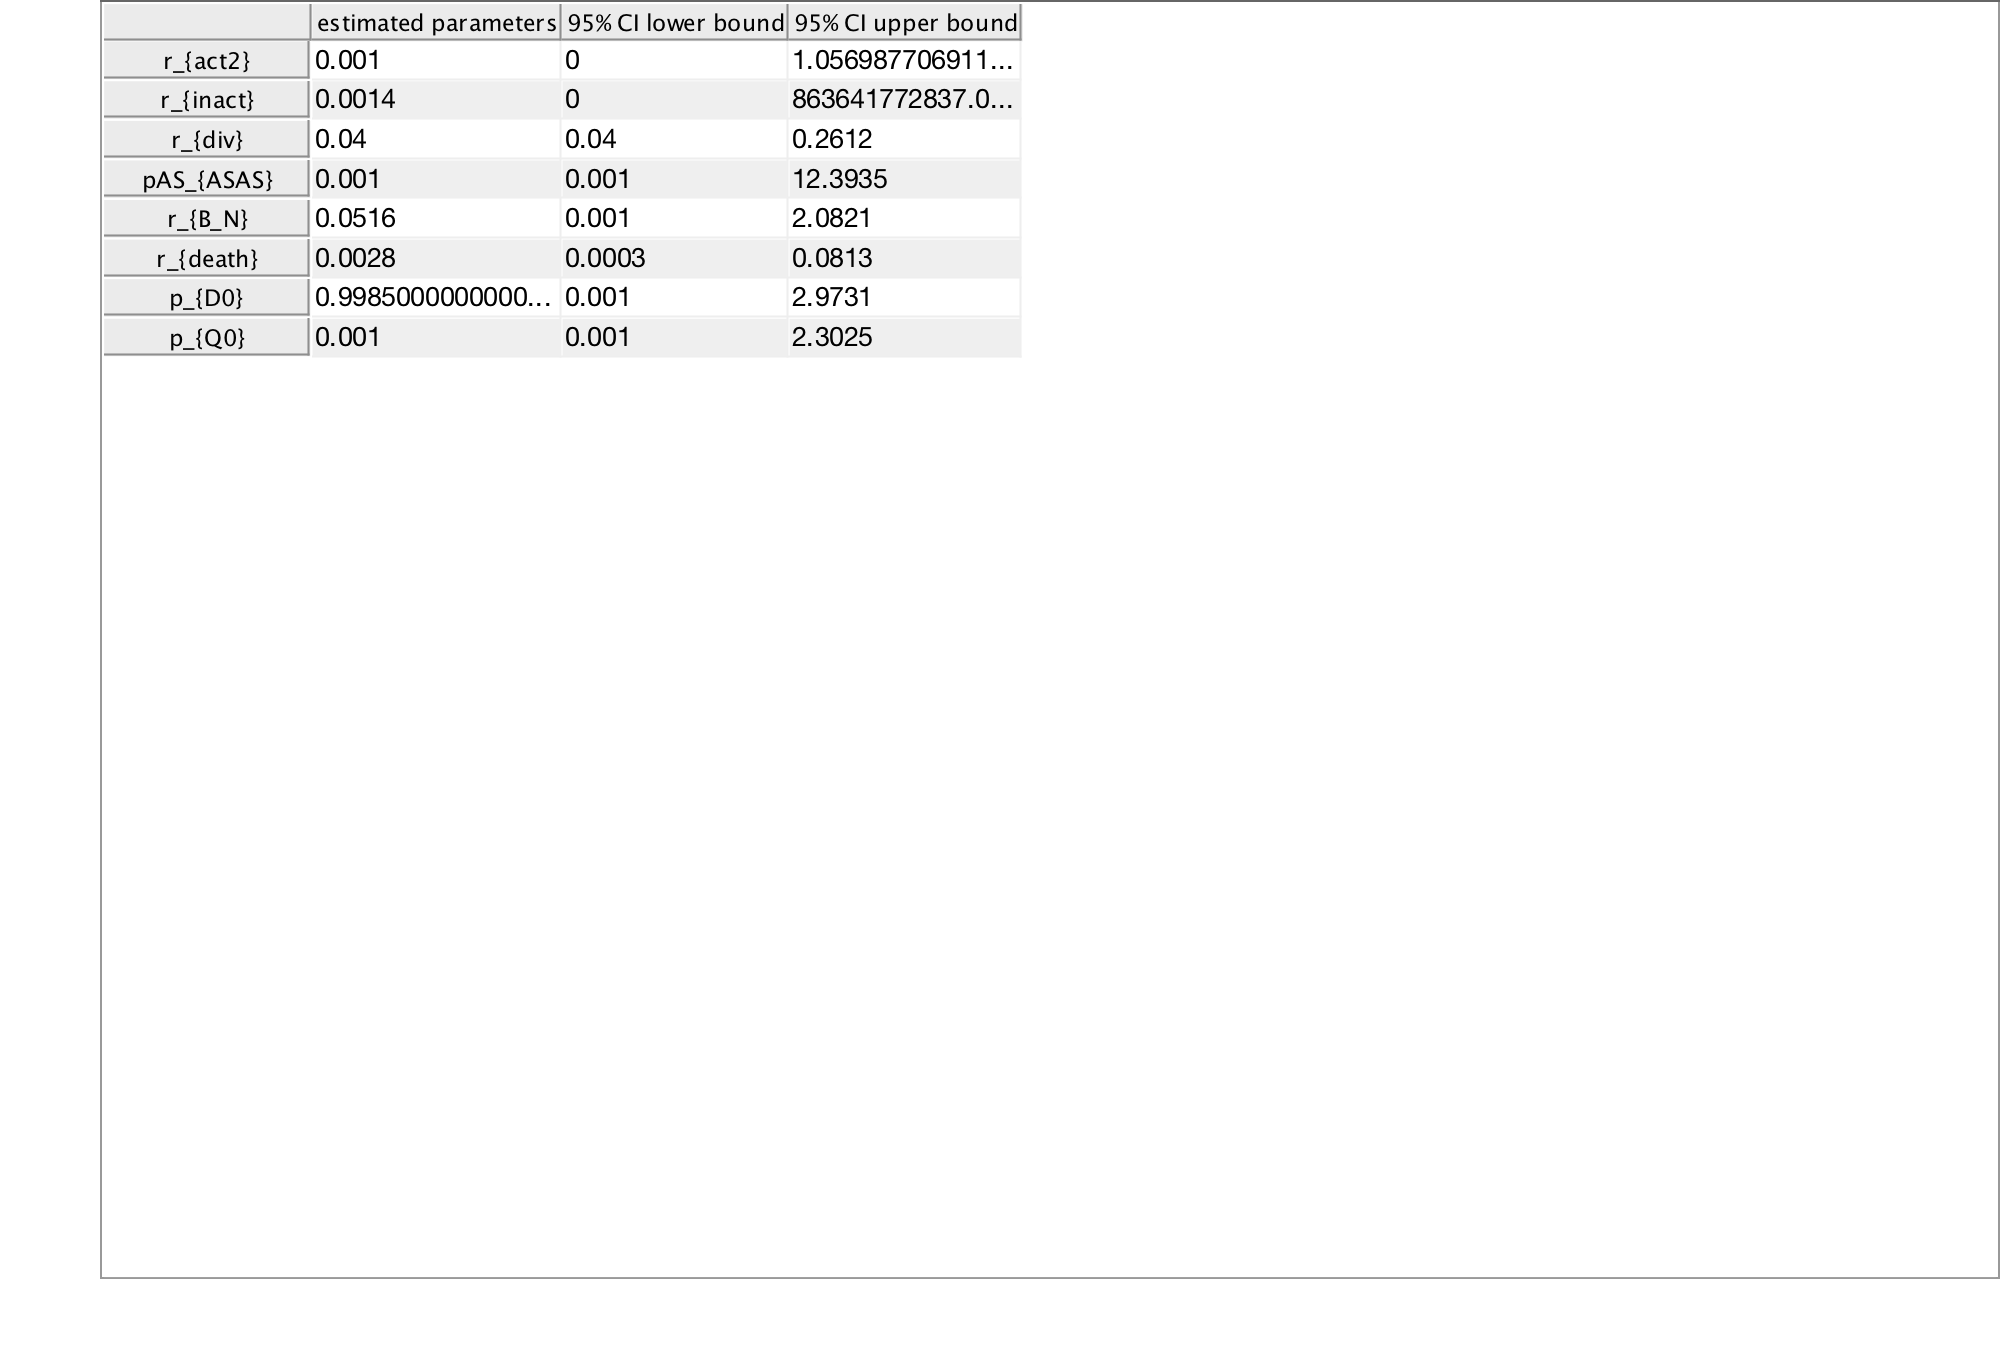 estimated parameters 95% CI lower bound 95% CI upper bound
r_{act2} 0.001 0 1.056987706911...
r_{inact} 0.0014 0 863641772837.0...
r_{div} 0.04 0.04 0.2612
pAS_{ASAS} 0.001 0.001 12.3935
r_{B_N} 0.0516 0.001 2.0821
r_{death} 0.0028 0.0003 0.0813
p_{D0} 0.9985000000000... 0.001 2.9731
p_{Q0} 0.001 0.001 2.3025